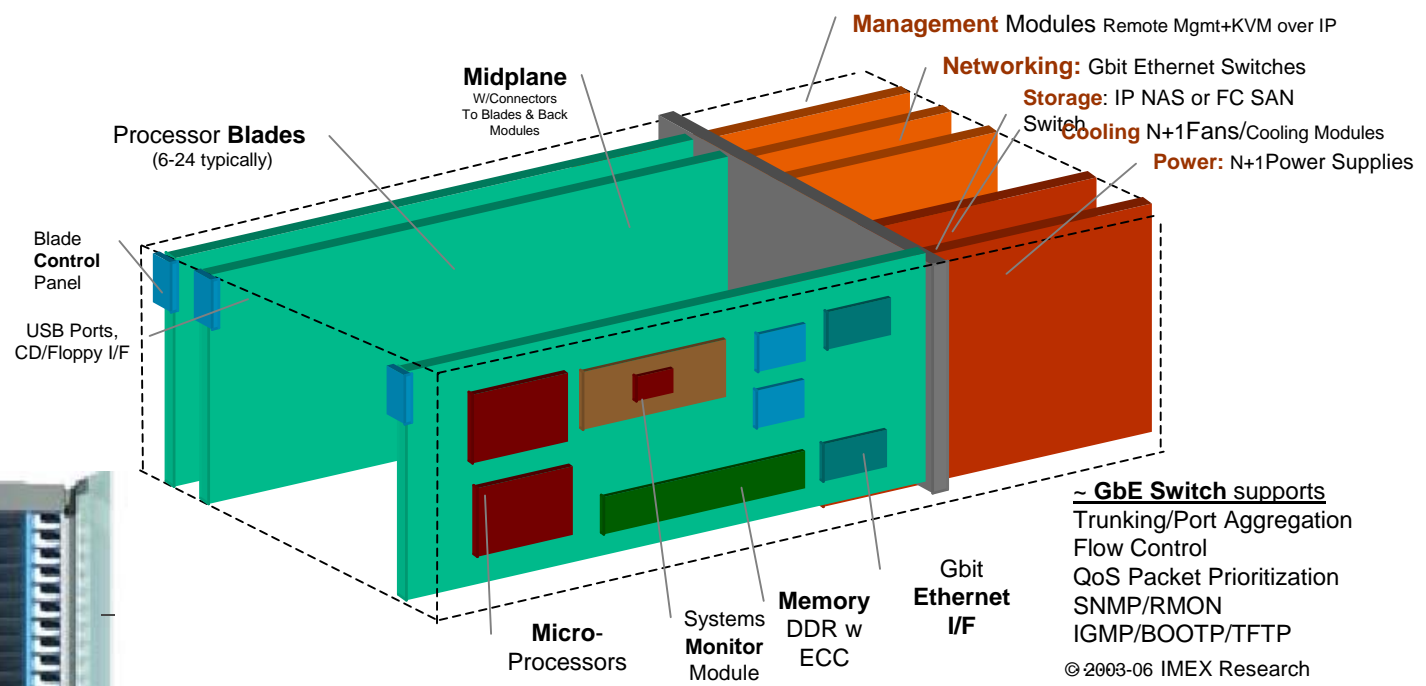 Management Modules Remote Mgmt+KVM over IP
Networking: Gbit Ethernet Switches
Storage: IP NAS or FC SAN
Switch
Cooling N+1Fans/Cooling Modules
Power: N+1Power Supplies
Midplane
W/Connectors
To Blades & Back
Modules
Processor Blades
(6-24 typically)
Blade
Control
Panel
USB Ports,
CD/Floppy I/F
Micro-
Processors
Systems
Monitor
Module
Memory
DDR w
ECC
Gbit
Ethernet
I/F
~ GbE Switch supports
Trunking/Port Aggregation
Flow Control
QoS Packet Prioritization
SNMP/RMON
IGMP/BOOTP/TFTP
© 2003-06 IMEX Research